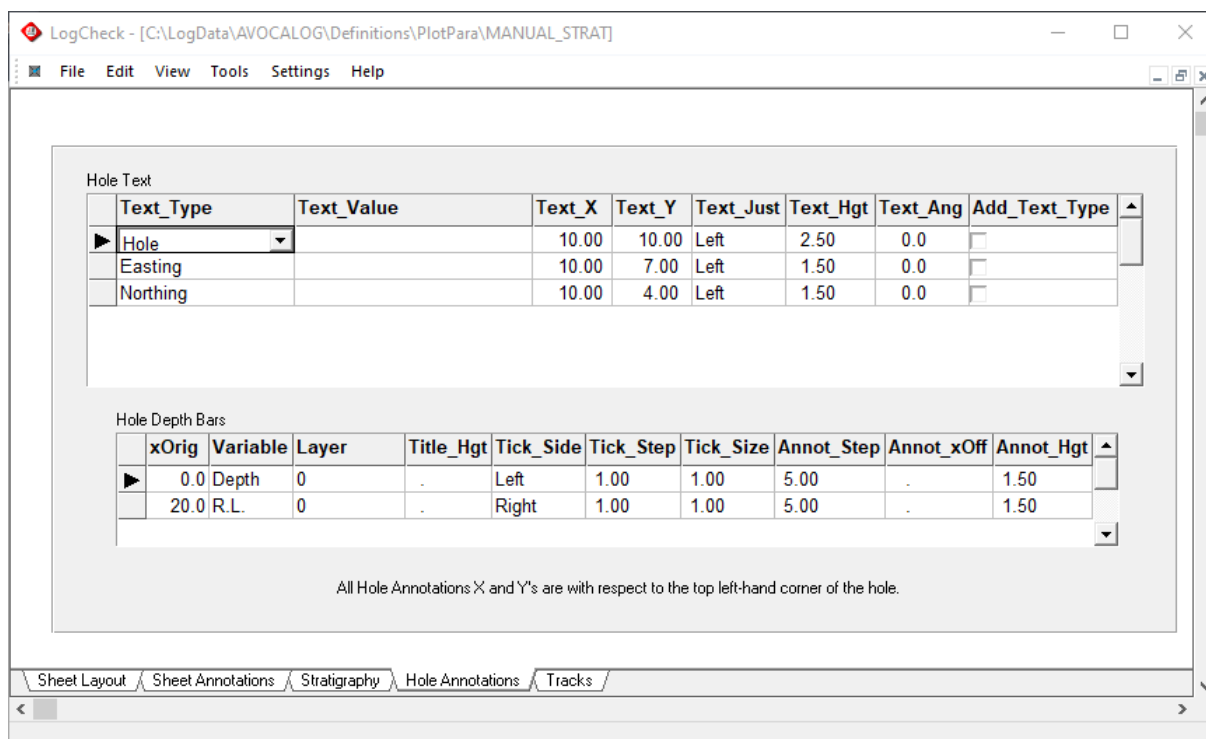 LogCheck - [C:\LogData\AVOCALOG\Definitions\PlotPara\MANUAL_STRAT]
File Edit View Tools Settings Help
Hole Text
Text_Type Text_Value Text_X Text_Y Text_Just Text_Hgt Text_Ang Add_Text_Type
Hole 10.00 10.00 Left 2.50 0.0
Easting 10.00 7.00 Left 1.50 0.0
Northing 10.00 4.00 Left 1.50 0.0
Hole Depth Bars
xOrig Variable Layer Title_Hgt Tick_Side Tick_Step Tick_Size Annot_Step Annot_xOff Annot_Hgt
0.0 Depth 0 . Left 1.00 1.00 5.00 . 1.50
20.0 R.L. 0 . Right 1.00 1.00 5.00 . 1.50
All Hole Annotations X and Y's are with respect to the top left-hand corner of the hole.
Sheet Layout Sheet Annotations Stratigraphy Hole Annotations Tracks